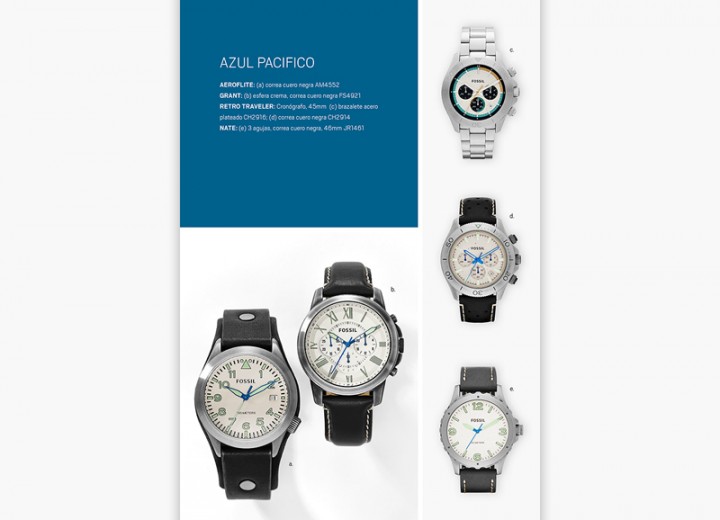 AZUL PACIFICO
AEROFLITE: (a) correa cuero negra AM4552
GRANT: (b) esfera crema, correa cuero negra FS4921
RETRO TRAVELER: Cronógrafo, 45mm (c) brazalete acero
plateado CH2916; (d) correa cuero negra CH2914
NATE: (e) 3 agujas, correa cuero negra, 46mm JR1461
c.
FOSSIL
d.
FOSSIL
b.
FOSSIL
e.
FOSSIL
FOSSIL
a.